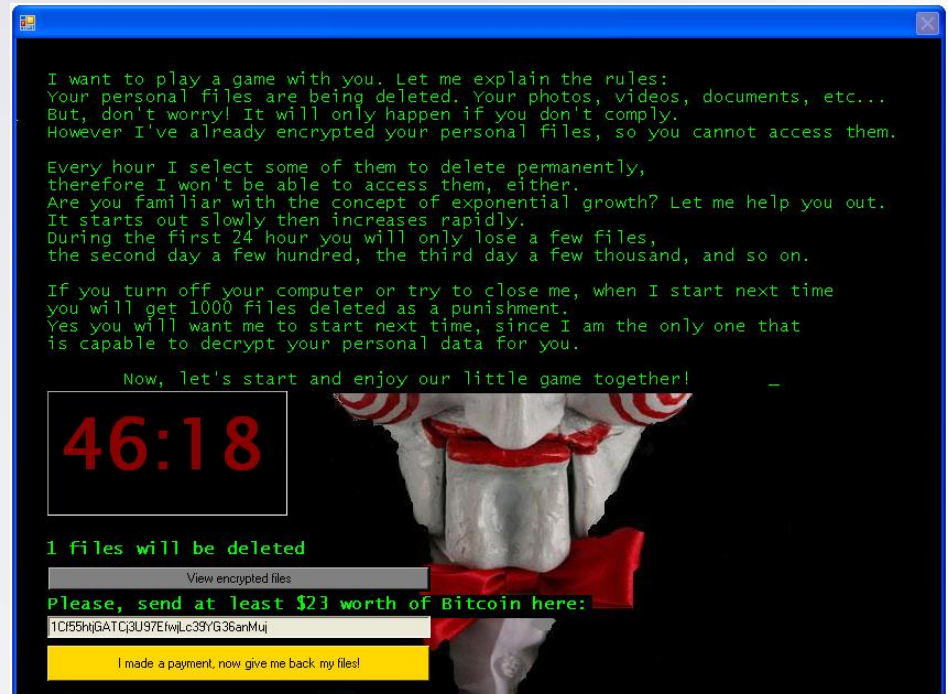 I want to play a game with you. Let me explain the rules:
Your personal files are being deleted. Your photos, videos, documents, etc...
But, don't worry! It will only happen if you don't comply.
However I've already encrypted your personal files, so you cannot access them.
Every hour I select some of them to delete permanently,
therefore I won't be able to access them, either.
Are you familiar with the concept of exponential growth? Let me help you out.
It starts out slowly then increases rapidly.
During the first 24 hour you will only lose a few files,
the second day a few hundred, the third day a few thousand, and so on.
If you turn off your computer or try to close me, when I start next time
you will get 1000 files deleted as a punishment.
Yes you will want me to start next time, since I am the only one that
is capable to decrypt your personal data for you.
Now, let's start and enjoy our little game together! _
46:18
1 files will be deleted
View encrypted files
Please, send at least $23 worth of Bitcoin here:
1Cf55htjGATCj3U97EfwjLc39YG36anMuj
I made a payment, now give me back my files!